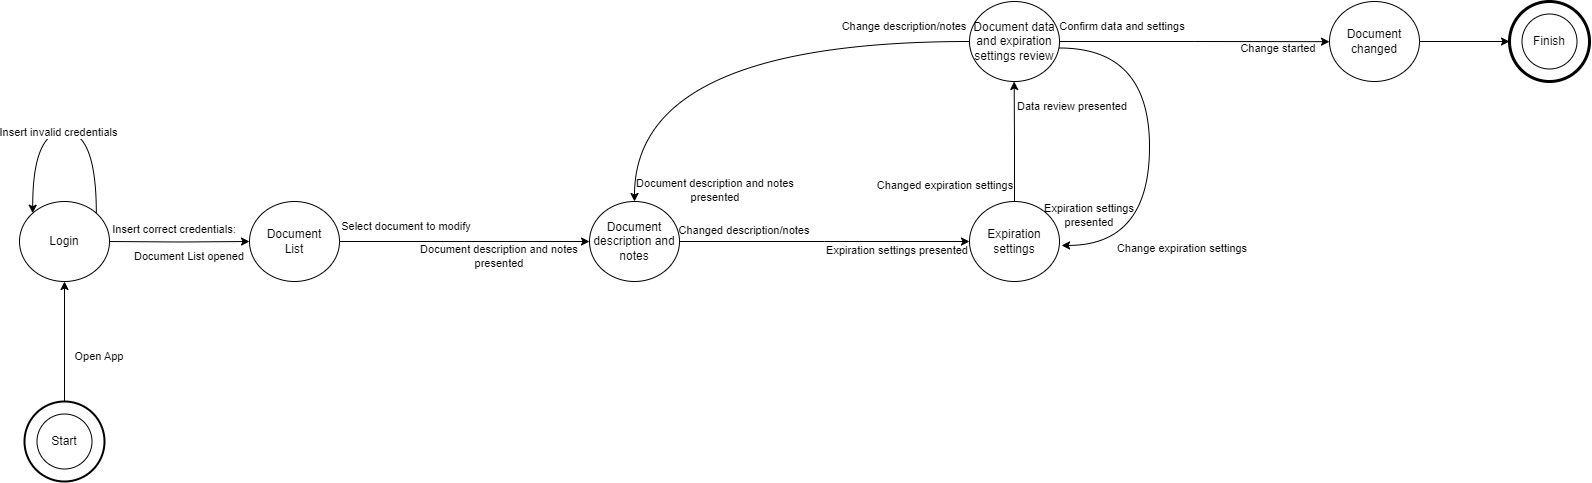 Change description/notes
Document data
and expiration
settings review
Confirm data and settings
Change started
Document
changed
Finish
Data review presented
Insert invalid credentials
Changed expiration settings
Document description and notes
presented
Expiration settings
presented
Login
Insert correct credentials:
Document List opened
Document
List
Select document to modify
Document description and notes
presented
Document
description and
notes
Changed description/notes
Expiration settings presented
Expiration
settings
Change expiration settings
Open App
Start